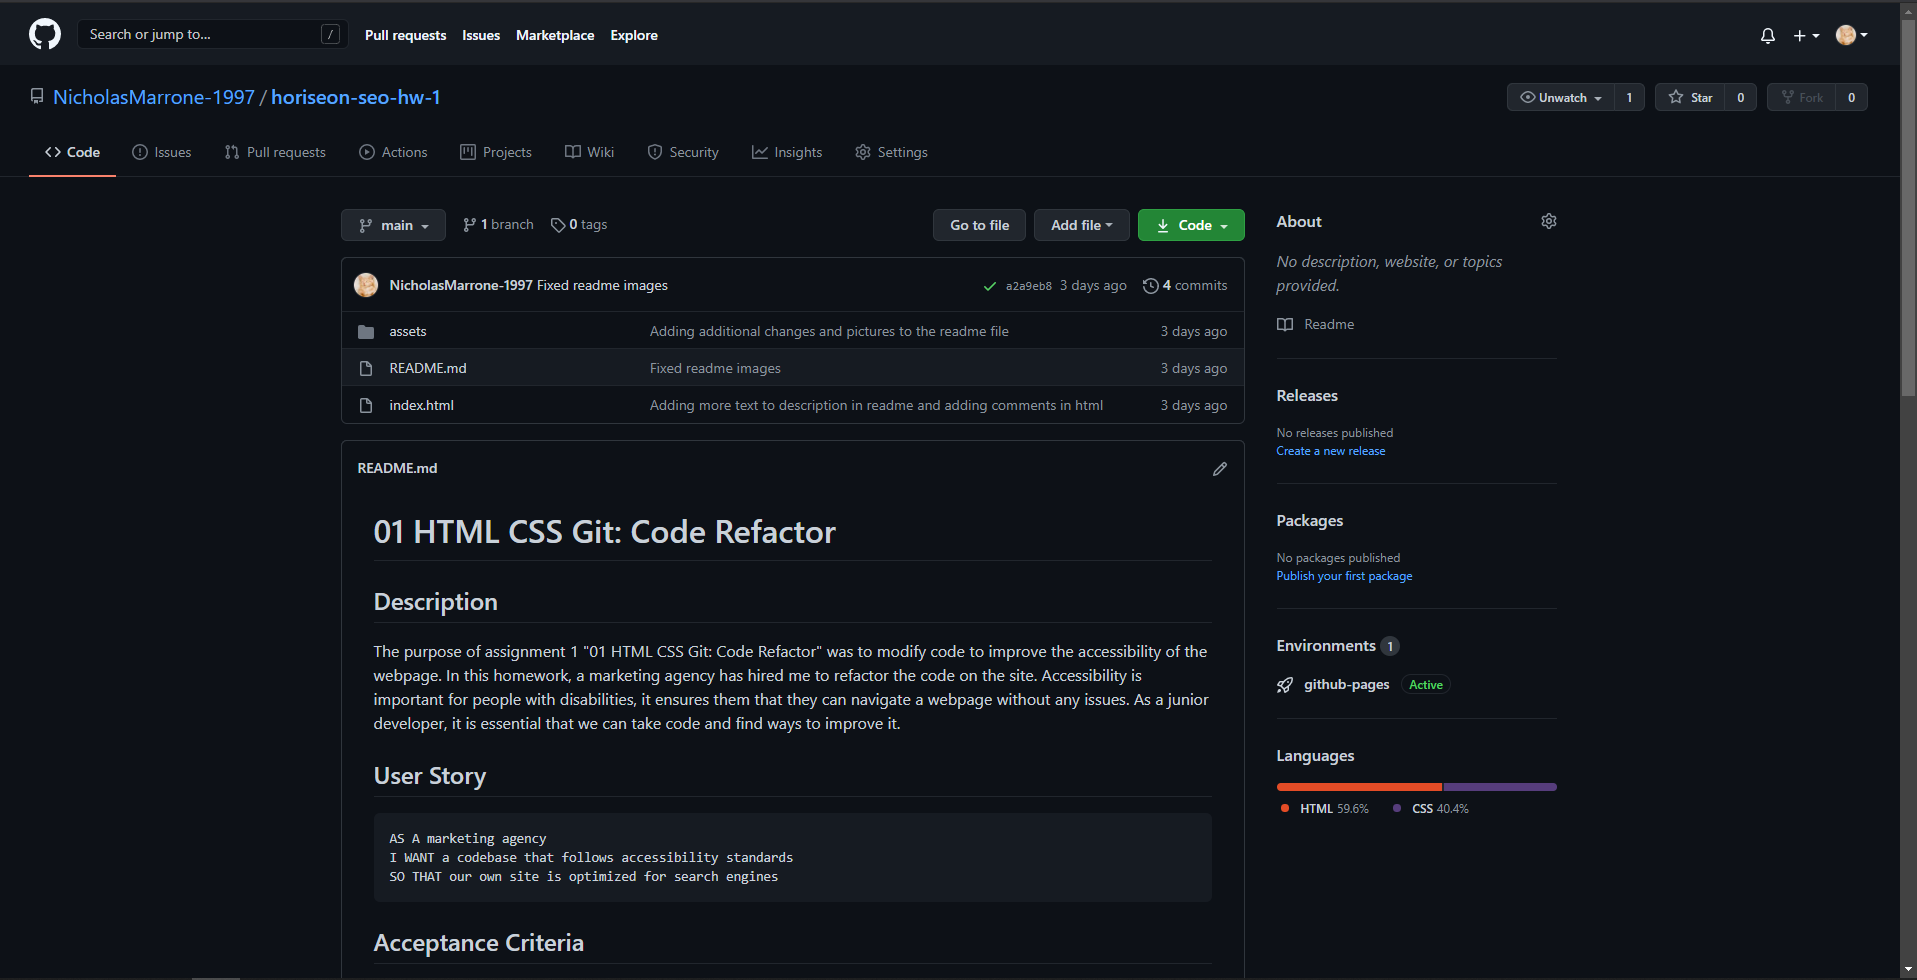 Search or jump to... /
Pull requests Issues Marketplace Explore
NicholasMarrone-1997 / horiseon-seo-hw-1
Unwatch 1 Star 0 Fork 0
Code Issues Pull requests Actions Projects Wiki Security Insights Settings
main 1 branch 0 tags
Go to file Add file Code
NicholasMarrone-1997 Fixed readme images a2a9eb8 3 days ago 4 commits
assets Adding additional changes and pictures to the readme file 3 days ago
README.md Fixed readme images 3 days ago
index.html Adding more text to description in readme and adding comments in html 3 days ago
README.md
01 HTML CSS Git: Code Refactor
Description
The purpose of assignment 1 "01 HTML CSS Git: Code Refactor" was to modify code to improve the accessibility of the
webpage. In this homework, a marketing agency has hired me to refactor the code on the site. Accessibility is
important for people with disabilities, it ensures them that they can navigate a webpage without any issues. As a junior
developer, it is essential that we can take code and find ways to improve it.
User Story
AS A marketing agency
I WANT a codebase that follows accessibility standards
SO THAT our own site is optimized for search engines
Acceptance Criteria
About
No description, website, or topics
provided.
Readme
Releases
No releases published
Create a new release
Packages
No packages published
Publish your first package
Environments 1
github-pages Active
Languages
HTML 59.6% CSS 40.4%